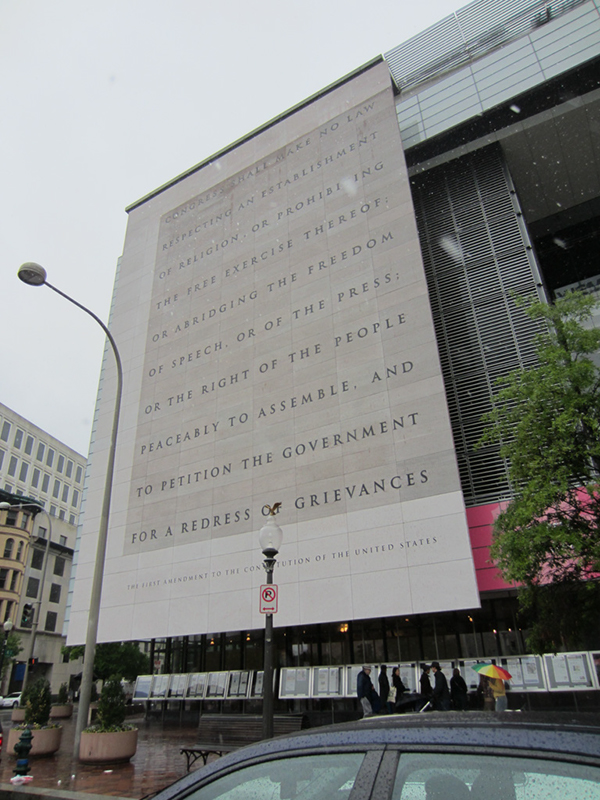 CONGRESS SHALL MAKE NO LAW
RESPECTING AN ESTABLISHMENT
OF RELIGION, OR PROHIBITING
THE FREE EXERCISE THEREOF;
OR ABRIDGING THE FREEDOM
OF SPEECH, OR OF THE PRESS;
OR THE RIGHT OF THE PEOPLE
PEACEABLY TO ASSEMBLE, AND
TO PETITION THE GOVERNMENT
FOR A REDRESS OF GRIEVANCES
THE FIRST AMENDMENT TO THE CONSTITUTION OF THE UNITED STATES
P